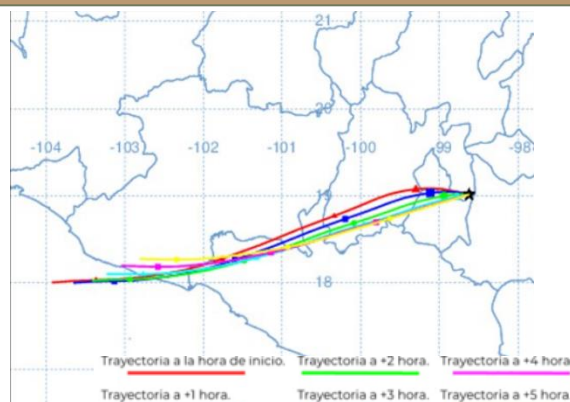 21
20
-104 -103 -102 -101 -100 -99 -98
19
18
Trayectoria a la hora de inicio. Trayectoria a +2 hora. Trayectoria a +4 hora
Trayectoria a +1 hora. Trayectoria a +3 hora. Trayectoria a +5 hora